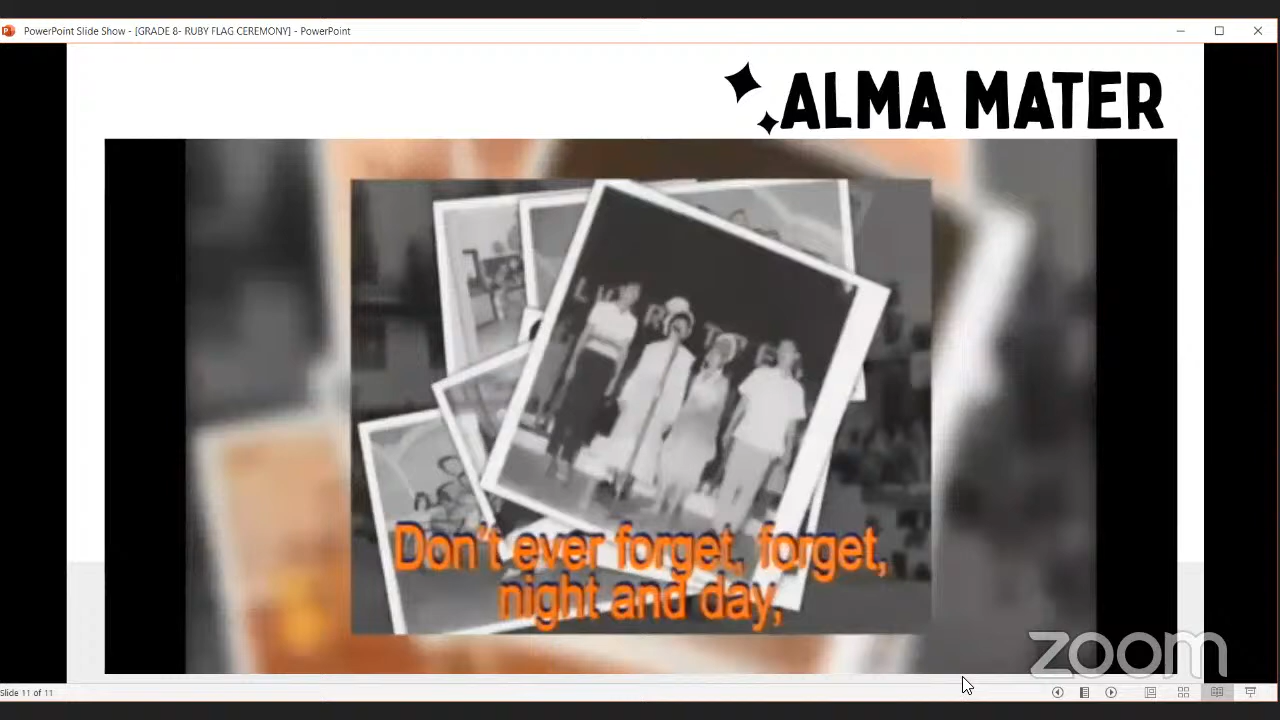 PowerPoint Slide Show - [GRADE 8- RUBY FLAG CEREMONY] - PowerPoint
ALMA MATER
Don't ever forget, forget,
night and day,
zoom
Slide 11 of 11